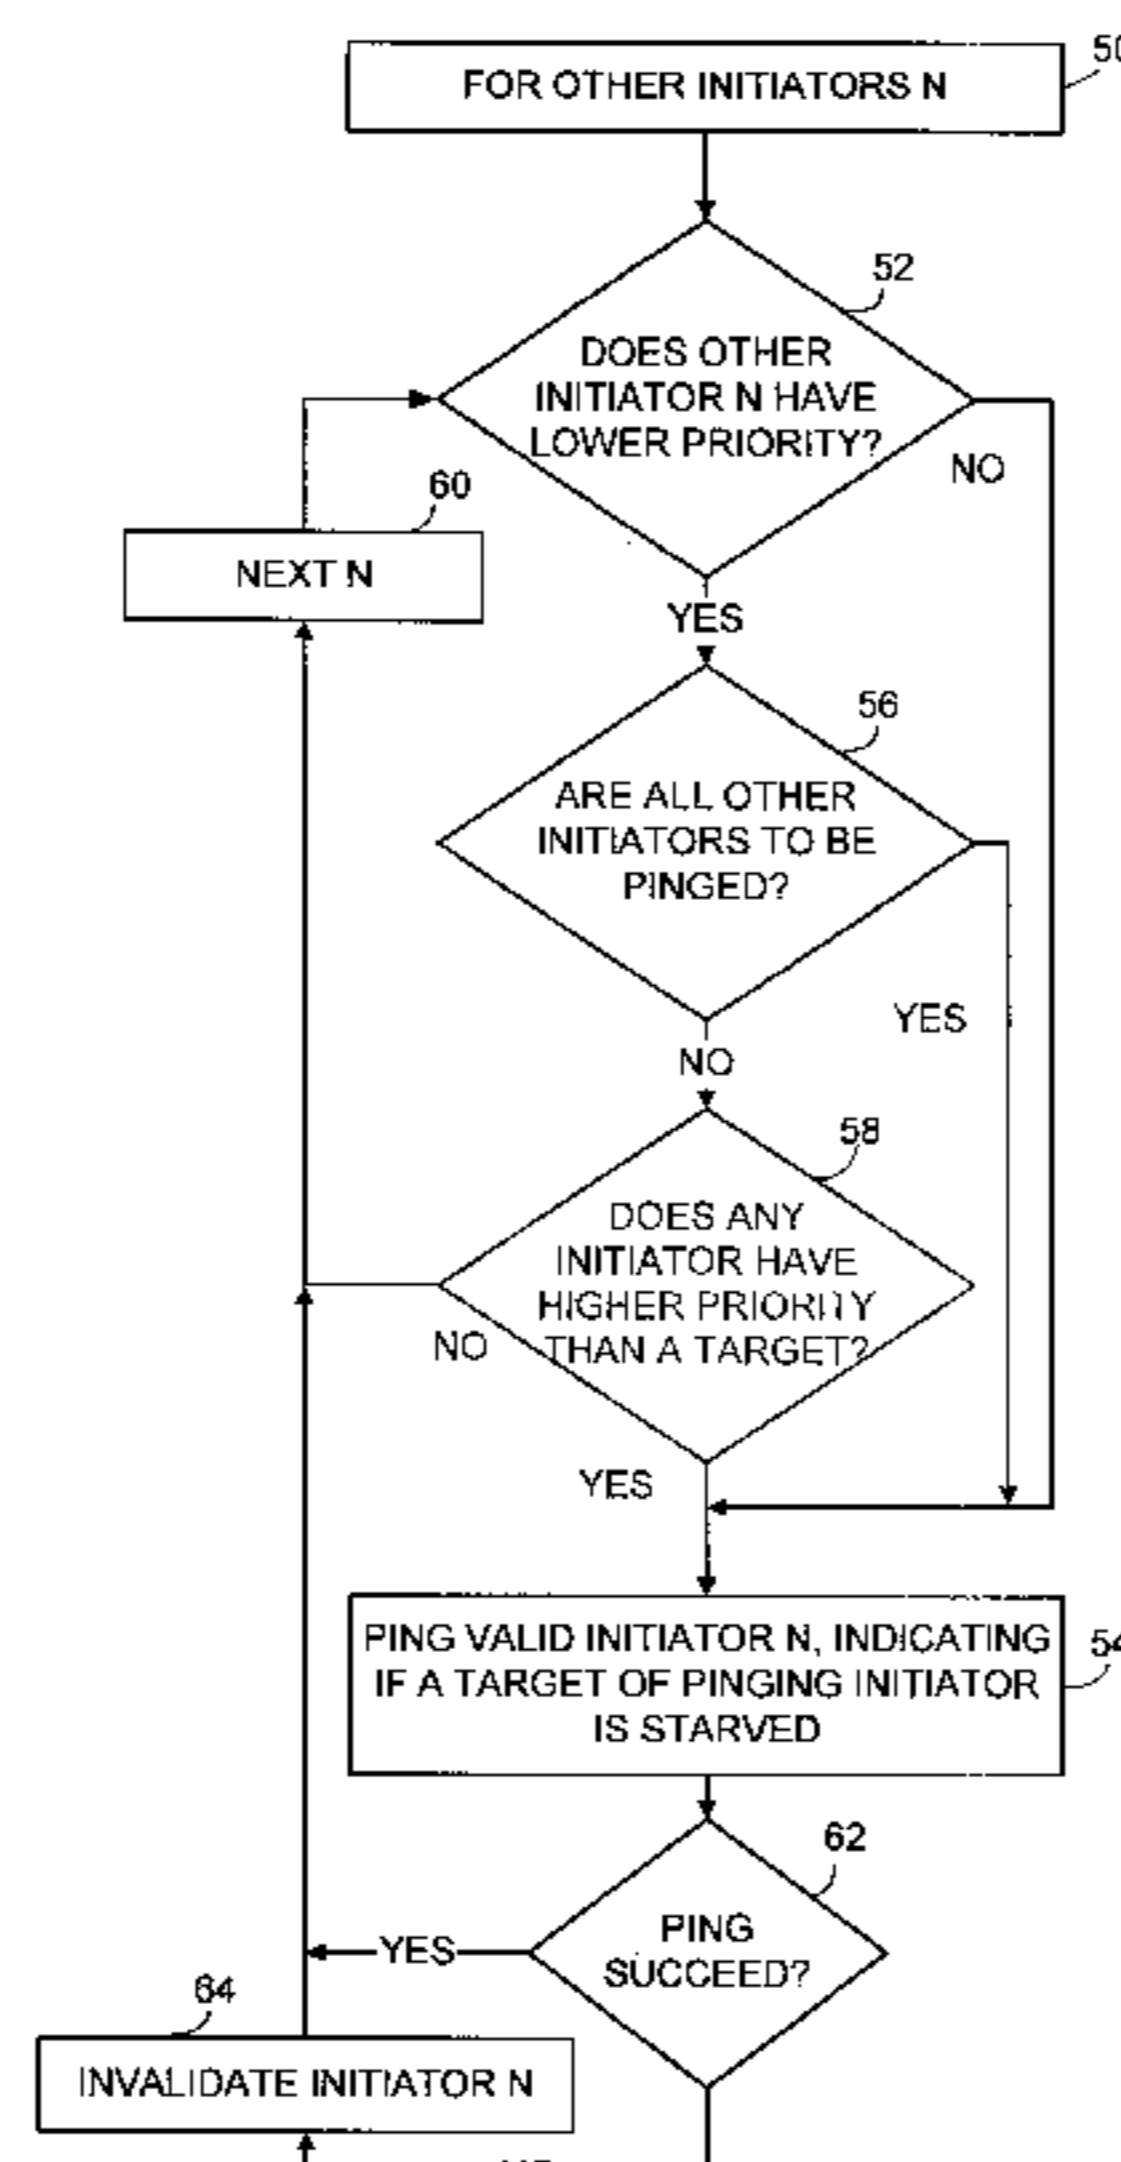 FOR OTHER INITIATORS N
52
DOES OTHER
INITIATOR N HAVE
LOWER PRIORITY?
NO
60
NEXT N
YES
56
ARE ALL OTHER
INITIATORS TO BE
PINGED?
YES
NO
58
DOES ANY
INITIATOR HAVE
HIGHER PRIORITY
THAN A TARGET?
NO
YES
PING VALID INITIATOR N, INDICATING
IF A TARGET OF PINGING INITIATOR
IS STARVED
62
PING
SUCCEED?
YES
64
INVALIDATE INITIATOR N